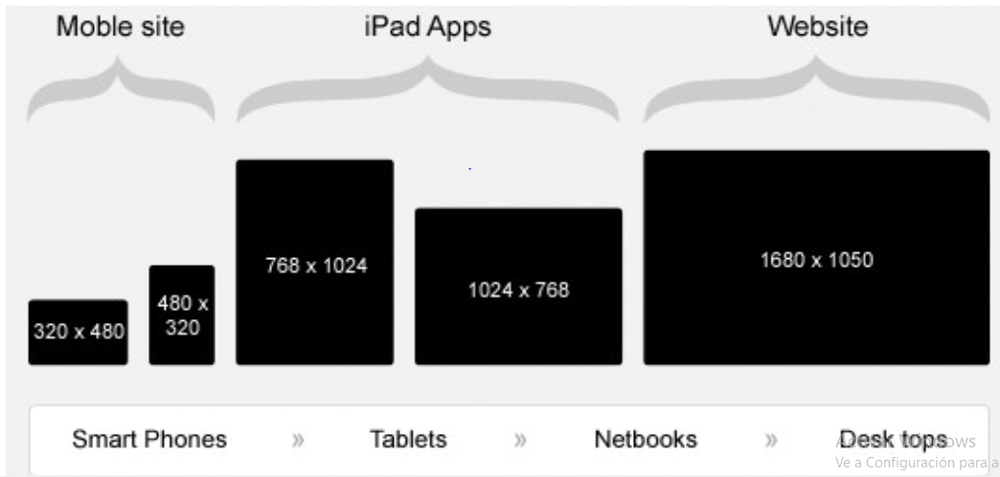 Moble site
iPad Apps
Website
320 x 480
480 x
320
768 x 1024
1024 x 768
1680 x 1050
Smart Phones » Tablets » Netbooks » Desk tops
Windows
Ve a Configuración para a